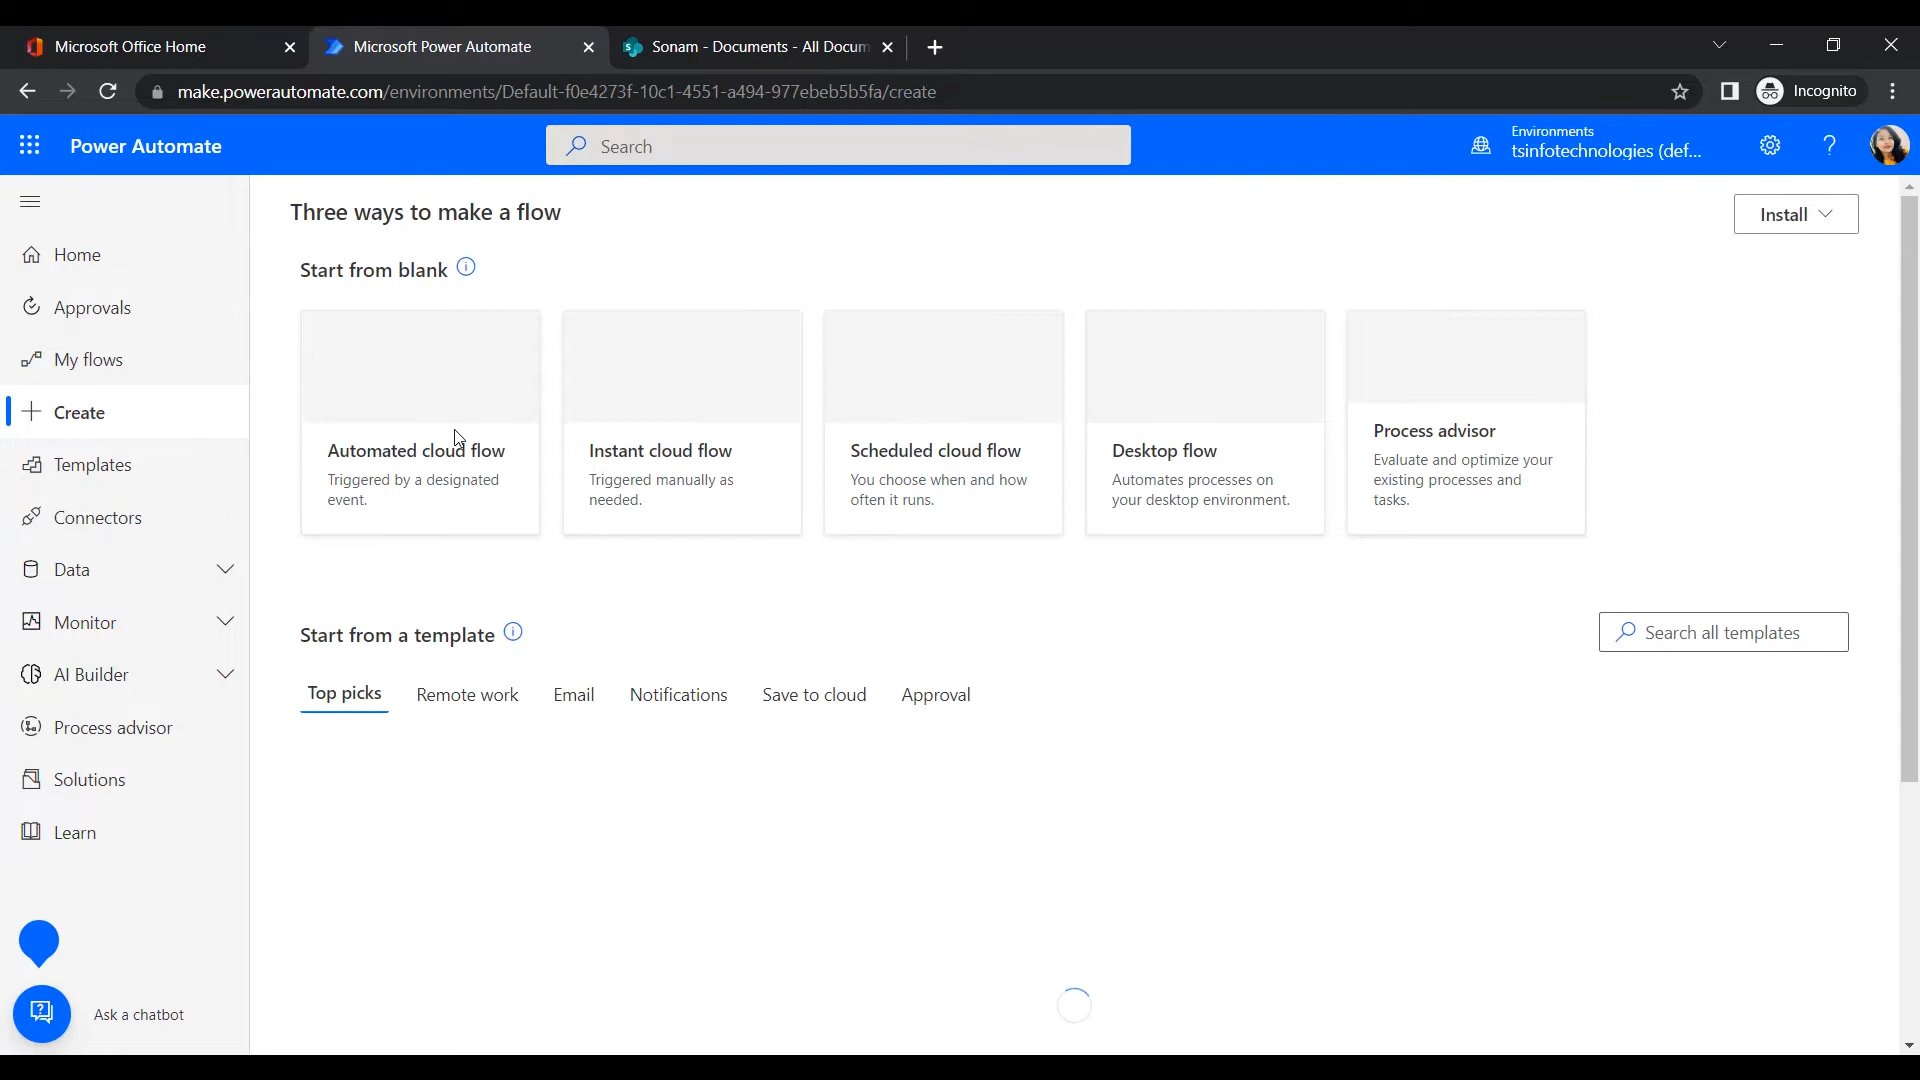 Microsoft Office Home
Microsoft Power Automate
Sonam - Documents - All Docum
make.powerautomate.com/environments/Default-f0e4273f-10c1-4551-a494-977ebeb5b5fa/create
Incognito
Power Automate
Search
Environments
tsinfotechnologies (def...
Three ways to make a flow
Install
Start from blank
Home
Approvals
My flows
Create
Templates
Connectors
Data
Monitor
AI Builder
Process advisor
Solutions
Learn
Ask a chatbot
Automated cloud flow
Triggered by a designated
event.
Instant cloud flow
Triggered manually as
needed.
Scheduled cloud flow
You choose when and how
often it runs.
Desktop flow
Automates processes on
your desktop environment.
Process advisor
Evaluate and optimize your
existing processes and
tasks.
Start from a template
Search all templates
Top picks
Remote work
Email
Notifications
Save to cloud
Approval